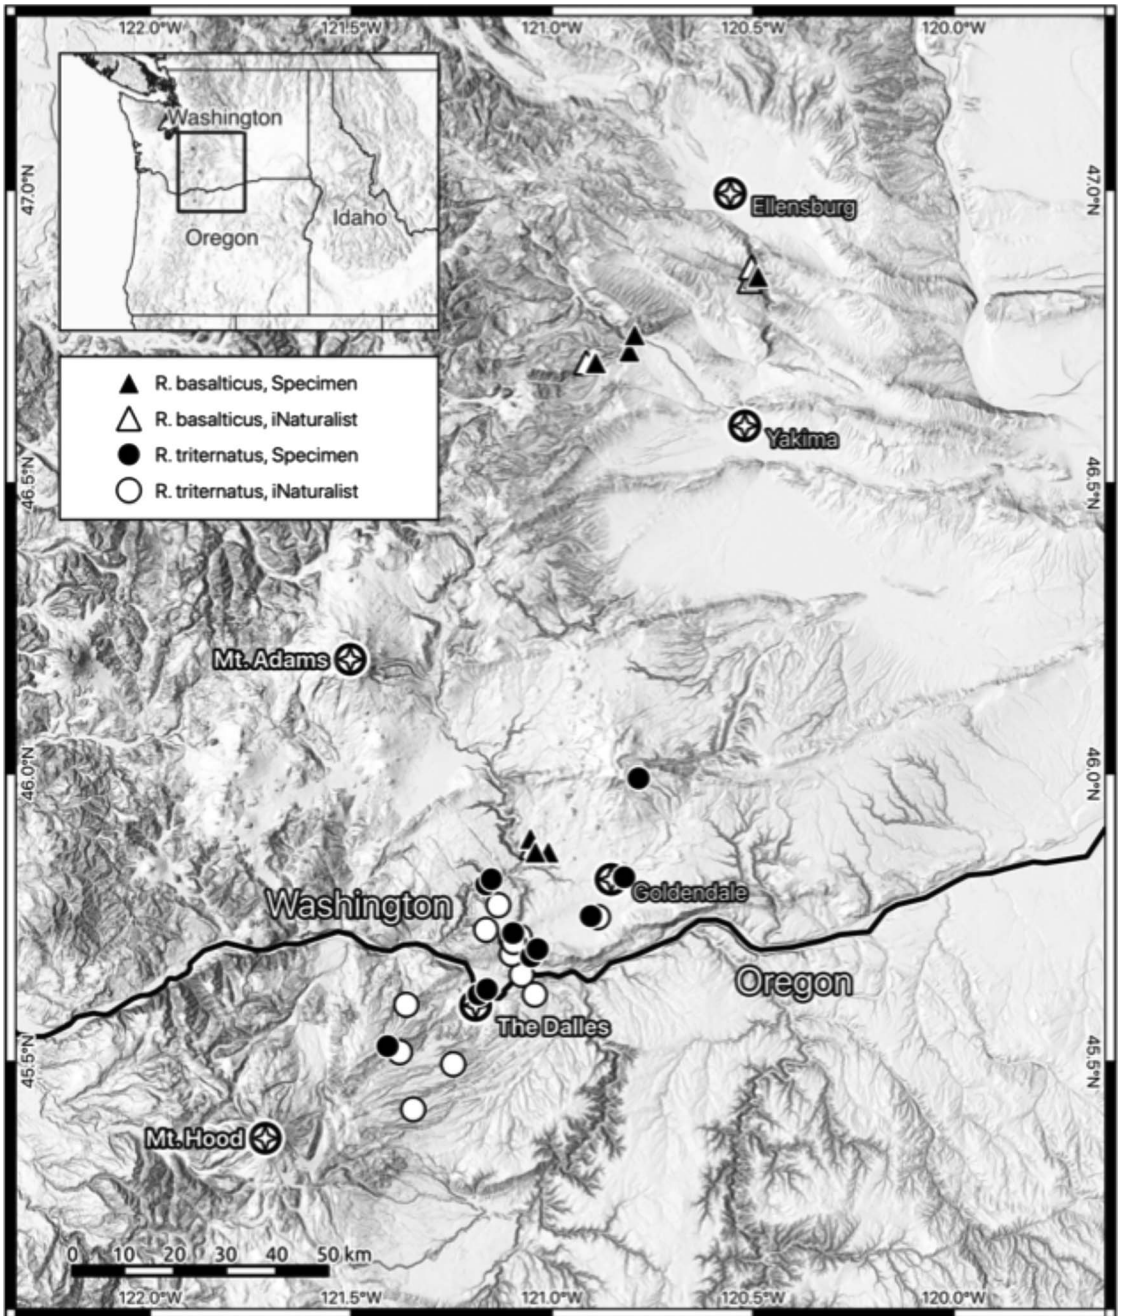 122.0°W 121.5°W 121.0°W 120.5°W 120.0°W
Washington
Idaho
Oregon
47.0°N
47.0°N
Ellensburg
R. basalticus, Specimen
R. basalticus, iNaturalist
R. triternatus, Specimen
R. triternatus, iNaturalist
Yakima
46.5°N
46.5°N
Mt. Adams
46.0°N
46.0°N
Goldendale
Washington
Oregon
The Dalles
45.5°N
45.5°N
Mt. Hood
0 10 20 30 40 50 km
122.0°W 121.5°W 121.0°W 120.5°W 120.0°W